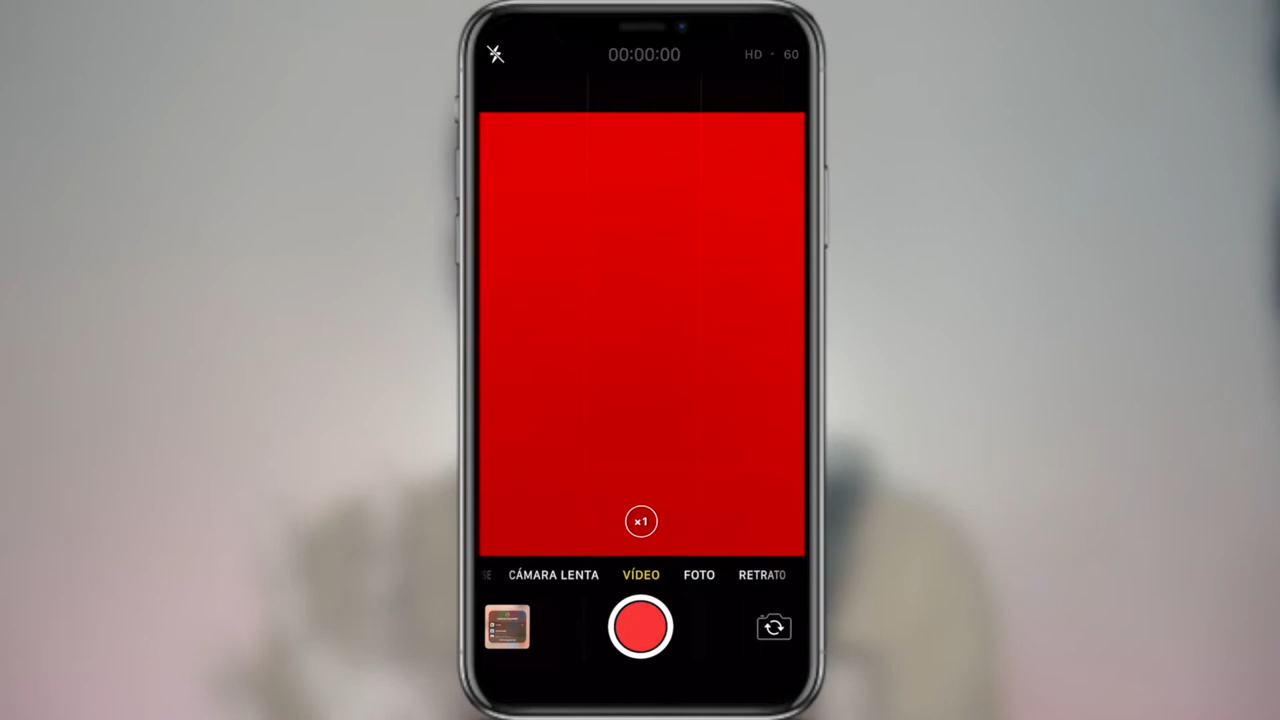 00:00:00
HD · 60
×1
CÁMARA LENTA
VÍDEO
FOTO
RETRATO